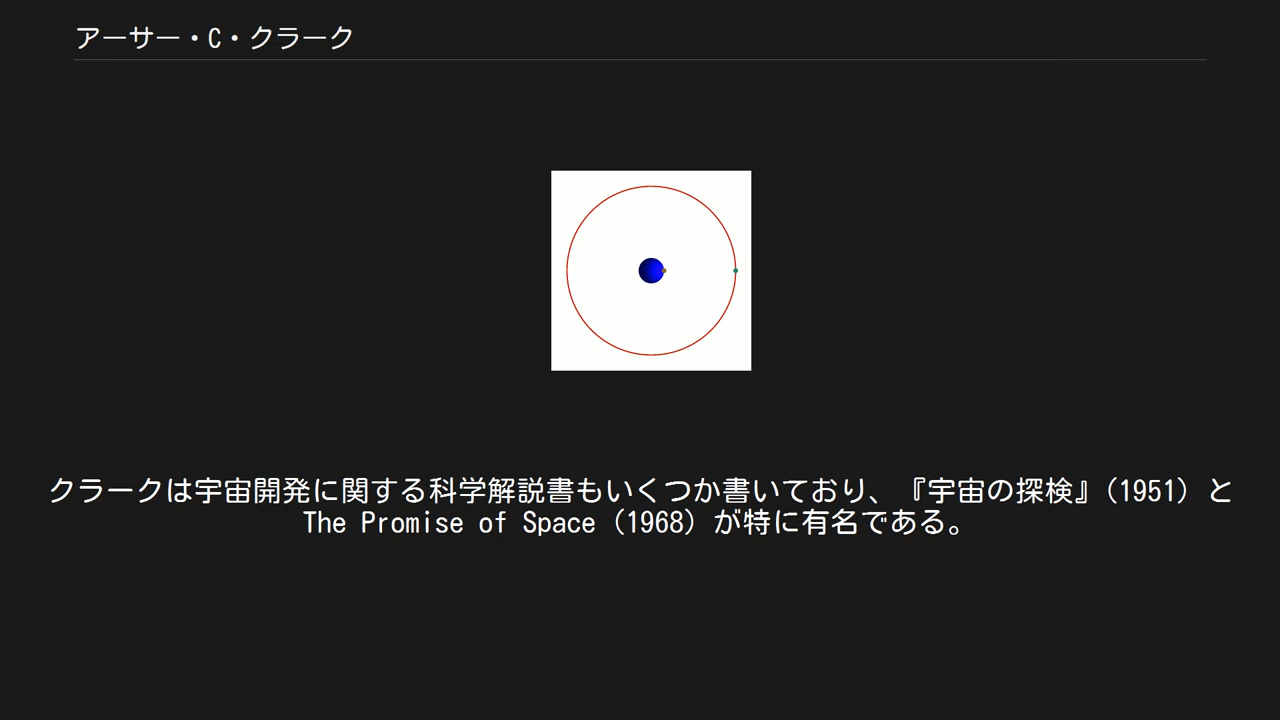 アーサー・C・クラーク
クラークは宇宙開発に関する科学解説書もいくつか書いており、『宇宙の探検』(1951) と
The Promise of Space (1968) が特に有名である。